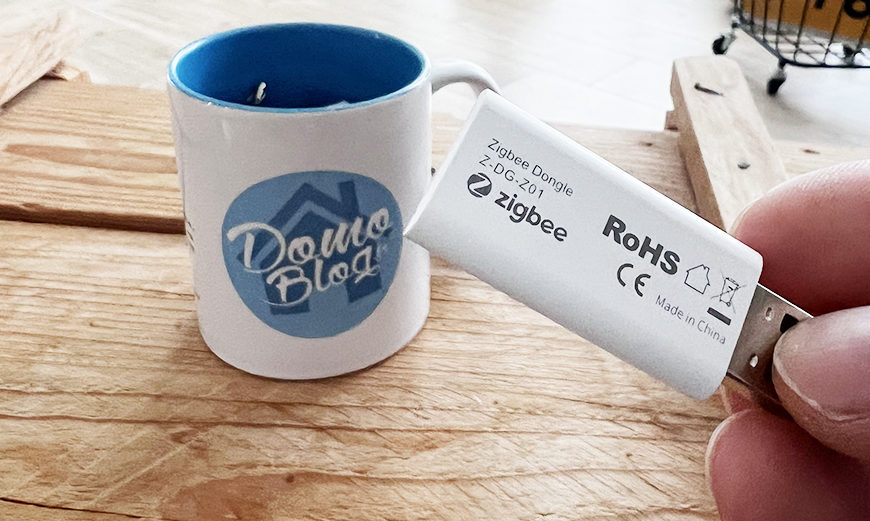 Domo
Blog
Zigbee Dongle
Z-DG-Z01
zigbee
RoHS
CE
Made in China